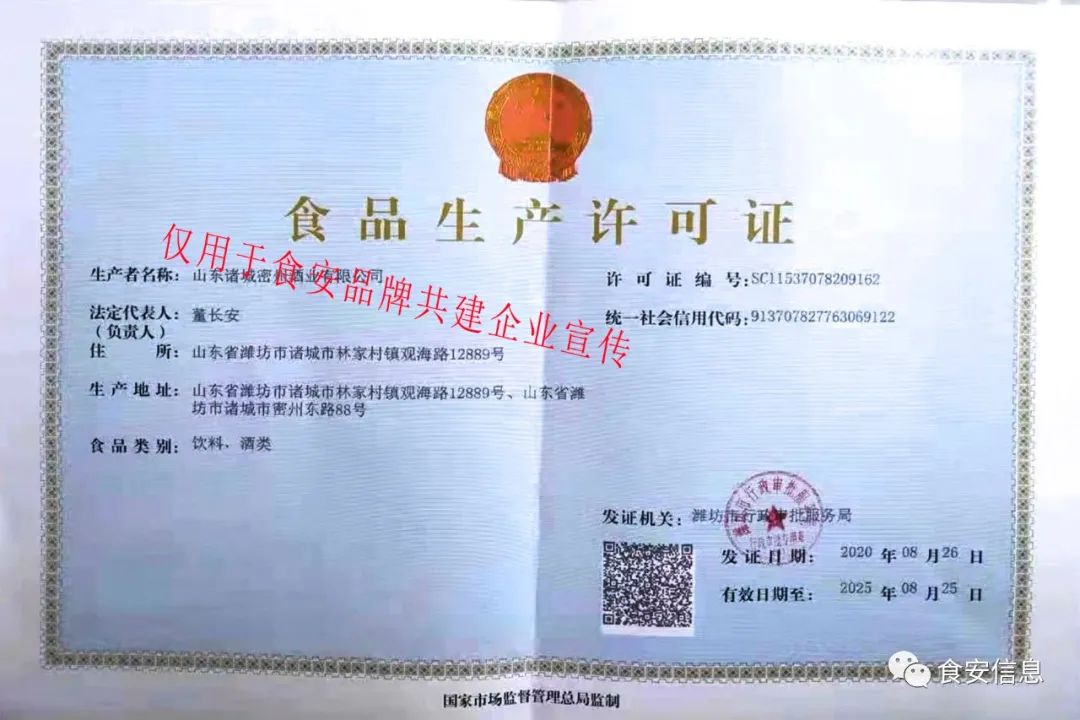 食品生产许可证
生产者名称：山东诸城密州酒业有限公司
许可证编号：SC11537078209162
法定代表人：董长安
（负责人）
统一社会信用代码：913707827763069122
住 所：山东省潍坊市诸城市林家村镇观海路12889号
生产地址：山东省潍坊市诸城市林家村镇观海路12889号、山东省潍
坊市诸城市密州东路88号
食品类别：饮料、酒类
仅用于食安品牌共建企业宣传
发证机关：潍坊市行政审批服务局
发证日期：2020年08月26日
有效日期至：2025年08月25日
国家市场监督管理总局监制
食安信息